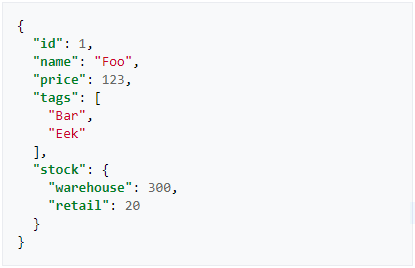 {
  "id": 1,
  "name": "Foo",
  "price": 123,
  "tags": [
    "Bar",
    "Eek"
  ],
  "stock": {
    "warehouse": 300,
    "retail": 20
  }
}